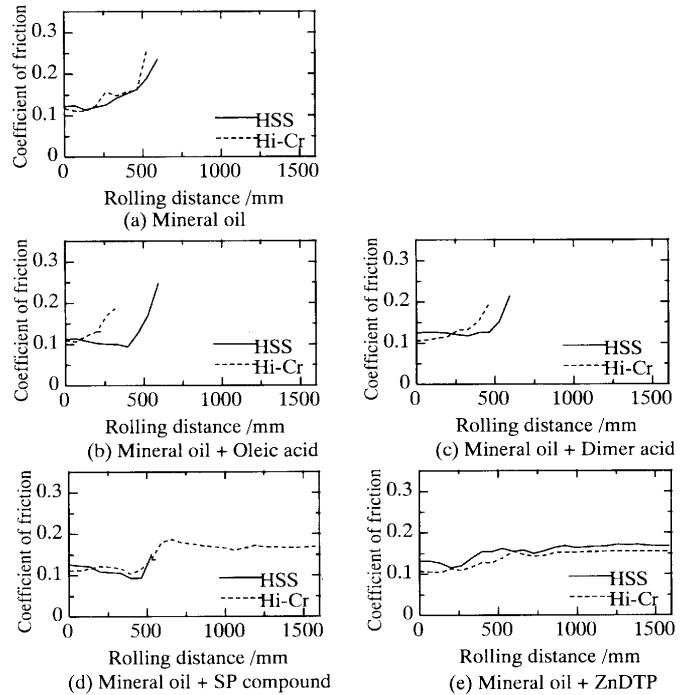 Coefficient of friction
0.3
0.2
0.1
0
HSS
Hi-Cr
0
500
1000
1500
Rolling distance /mm
(a) Mineral oil
Coefficient of friction
0.3
0.2
0.1
0
HSS
Hi-Cr
0
500
1000
1500
Rolling distance /mm
(b) Mineral oil + Oleic acid
Coefficient of friction
0.3
0.2
0.1
0
HSS
Hi-Cr
0
500
1000
1500
Rolling distance /mm
(c) Mineral oil + Dimer acid
Coefficient of friction
0.3
0.2
0.1
0
HSS
Hi-Cr
0
500
1000
1500
Rolling distance /mm
(d) Mineral oil + SP compound
Coefficient of friction
0.3
0.2
0.1
0
HSS
Hi-Cr
0
500
1000
1500
Rolling distance /mm
(e) Mineral oil + ZnDTP